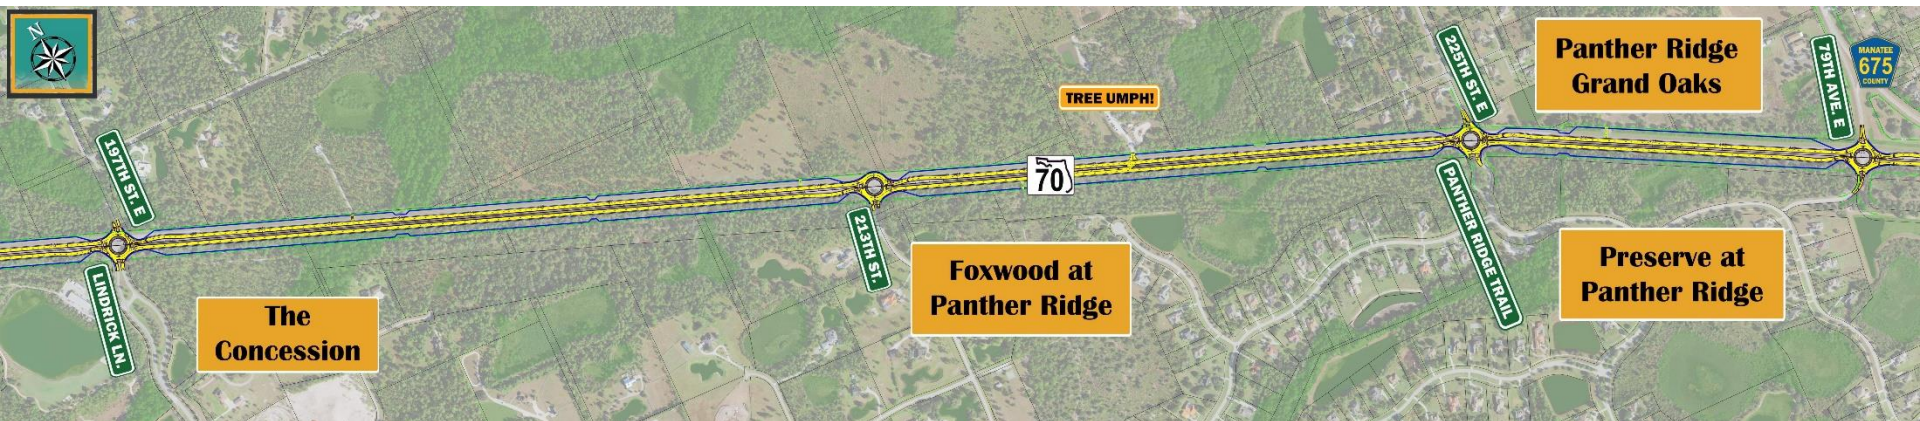 N
197TH ST. E
LINDRICK LN.
The
Concession
213TH ST.
Foxwood at
Panther Ridge
70
TREE UMPH!
225TH ST. E
PANTHER RIDGE TRAIL
Panther Ridge
Grand Oaks
Preserve at
Panther Ridge
79TH AVE. E
MANATEE
675
COUNTY